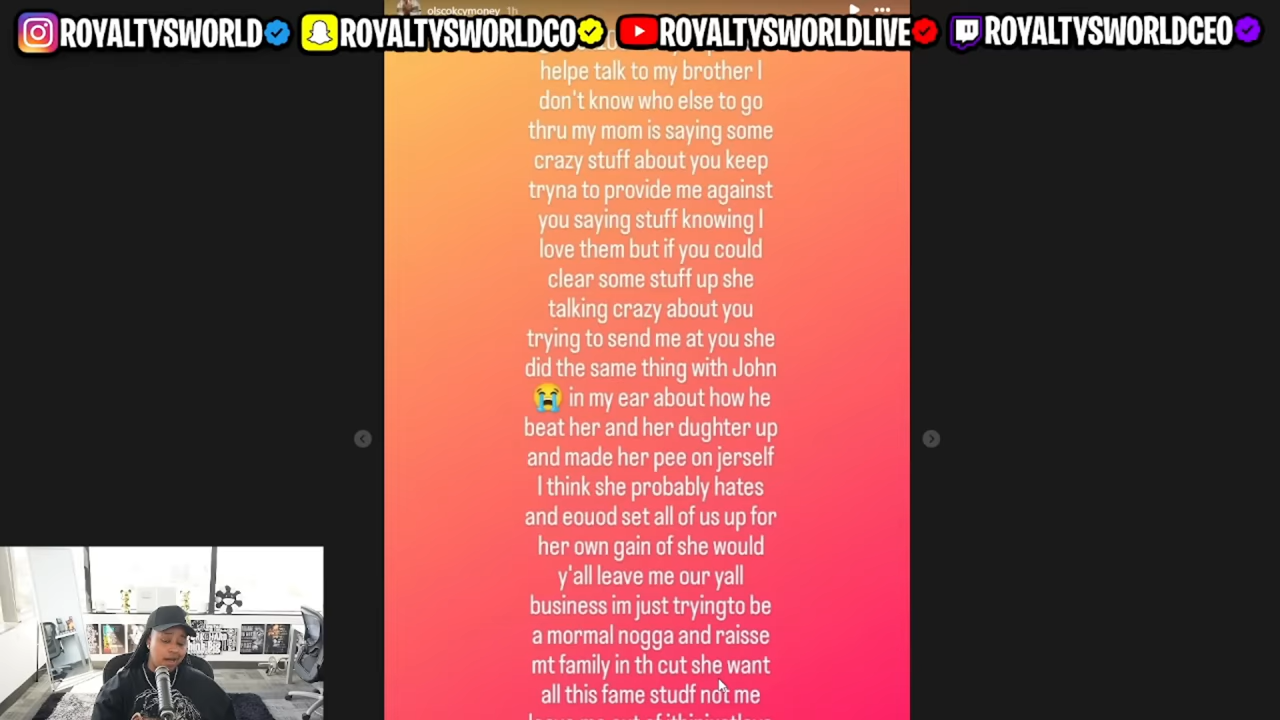 olscokcymoney 1h
ROYALTYSWORLD ROYALTYSWORLDCO ROYALTYSWORLDLIVE ROYALTYSWORLDCEO
helpe talk to my brother I
don't know who else to go
thru my mom is saying some
crazy stuff about you keep
tryna to provide me against
you saying stuff knowing I
love them but if you could
clear some stuff up she
talking crazy about you
trying to send me at you she
did the same thing with John
😭 in my ear about how he
beat her and her dughter up
and made her pee on jerself
I think she probably hates
and eouod set all of us up for
her own gain of she would
y'all leave me our yall
business im just tryingto be
a mormal nogga and raisse
mt family in th cut she want
all this fame studf not me